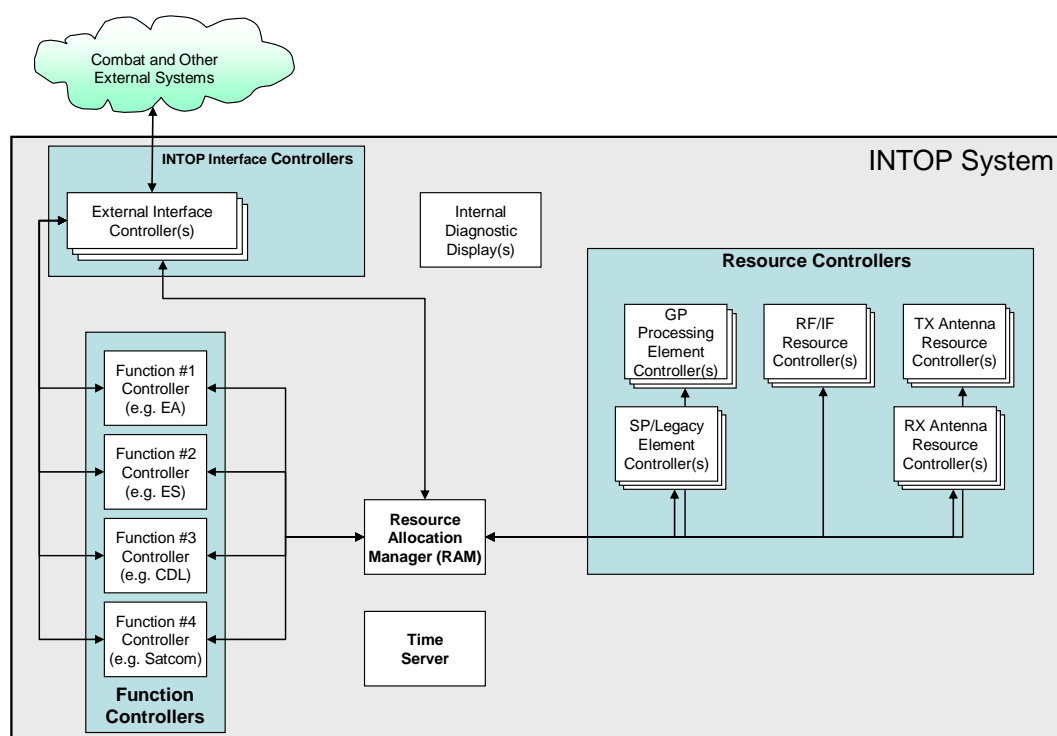 Combat and Other
External Systems
INTOP System
INTOP Interface Controllers
External Interface
Controller(s)
Internal
Diagnostic
Display(s)
Resource Controllers
GP
Processing
Element
Controller(s)
RF/IF
Resource
Controller(s)
TX Antenna
Resource
Controller(s)
SP/Legacy
Element
Controller(s)
RX Antenna
Resource
Controller(s)
Function #1
Controller
(e.g. EA)
Function #2
Controller
(e.g. ES)
Function #3
Controller
(e.g. CDL)
Function #4
Controller
(e.g. Satcom)
Function
Controllers
Resource
Allocation
Manager (RAM)
Time
Server